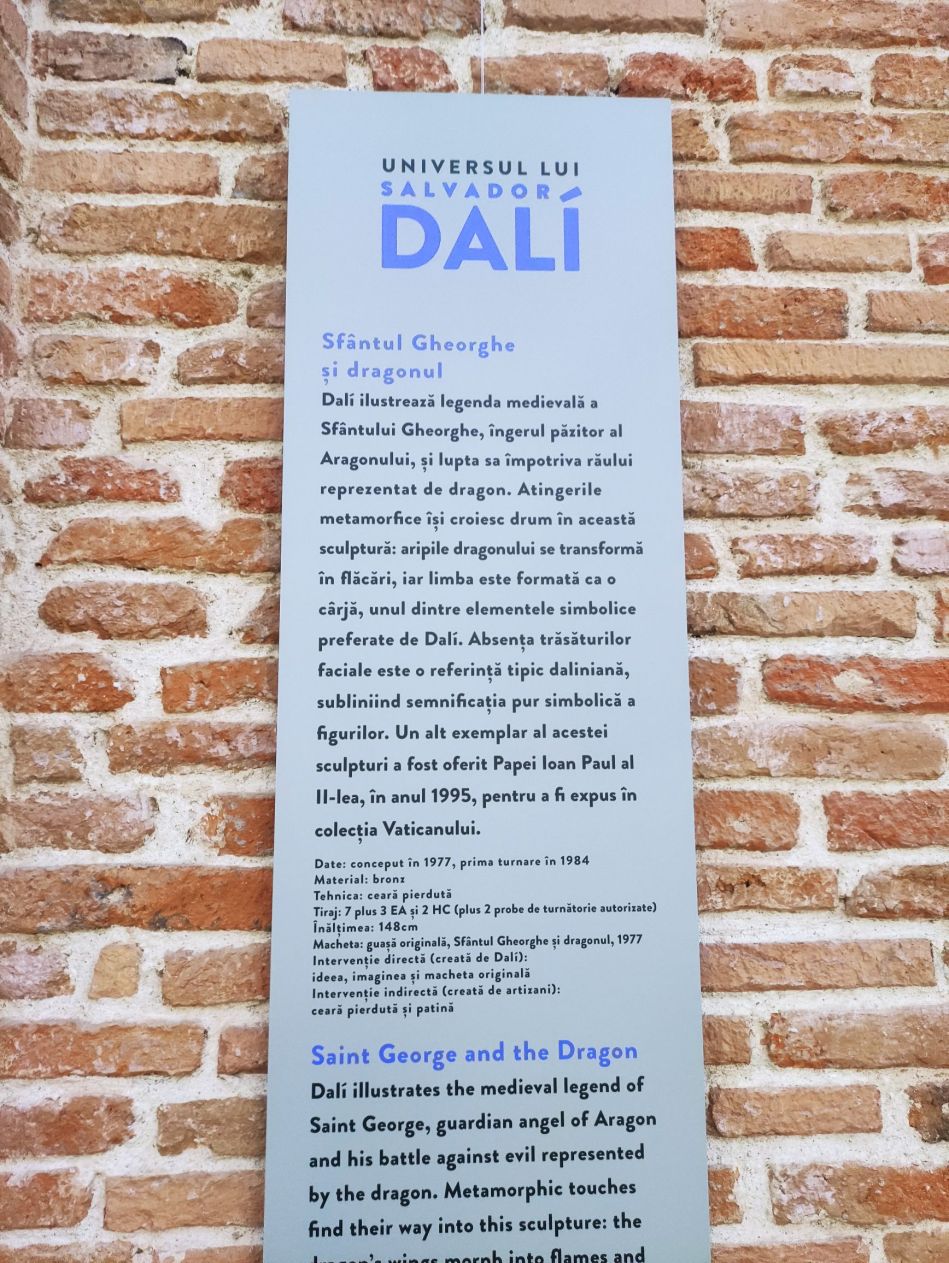 UNIVERSUL LUI
SALVADOR
DALÍ
Sfântul Gheorghe
și dragonul
Dalí ilustrează legenda medievală a
Sfântului Gheorghe, îngerul păzitor al
Aragonului, și lupta sa împotriva răului
reprezentat de dragon. Atingerile
metamorfice își croiesc drum în această
sculptură: aripile dragonului se transformă
în flăcări, iar limba este formată ca o
cârjă, unul dintre elementele simbolice
preferate de Dalí. Absența trăsăturilor
faciale este o referință tipic daliniană,
subliniind semnificația pur simbolică a
figurilor. Un alt exemplar al acestei
sculpturi a fost oferit Papei Ioan Paul al
II-lea, în anul 1995, pentru a fi expus în
colecția Vaticanului.
Date: conceput în 1977, prima turnare în 1984
Material: bronz
Tehnica: ceară pierdută
Tiraj: 7 plus 3 EA și 2 HC (plus 2 probe de turnătorie autorizate)
Înălțimea: 148cm
Macheta: guașă originală, Sfântul Gheorghe și dragonul, 1977
Intervenție directă (creată de Dalí):
ideea, imaginea și macheta originală
Intervenție indirectă (creată de artizani):
ceară pierdută și patină
Saint George and the Dragon
Dalí illustrates the medieval legend of
Saint George, guardian angel of Aragon
and his battle against evil represented
by the dragon. Metamorphic touches
find their way into this sculpture: the
dragon's wings morph into flames and